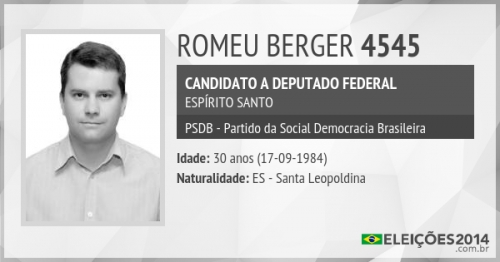 ROMEU BERGER 4545
CANDIDATO A DEPUTADO FEDERAL
ESPÍRITO SANTO
PSDB - Partido da Social Democracia Brasileira
Idade: 30 anos (17-09-1984)
Naturalidade: ES - Santa Leopoldina
ELEIÇÕES2014
.com.br